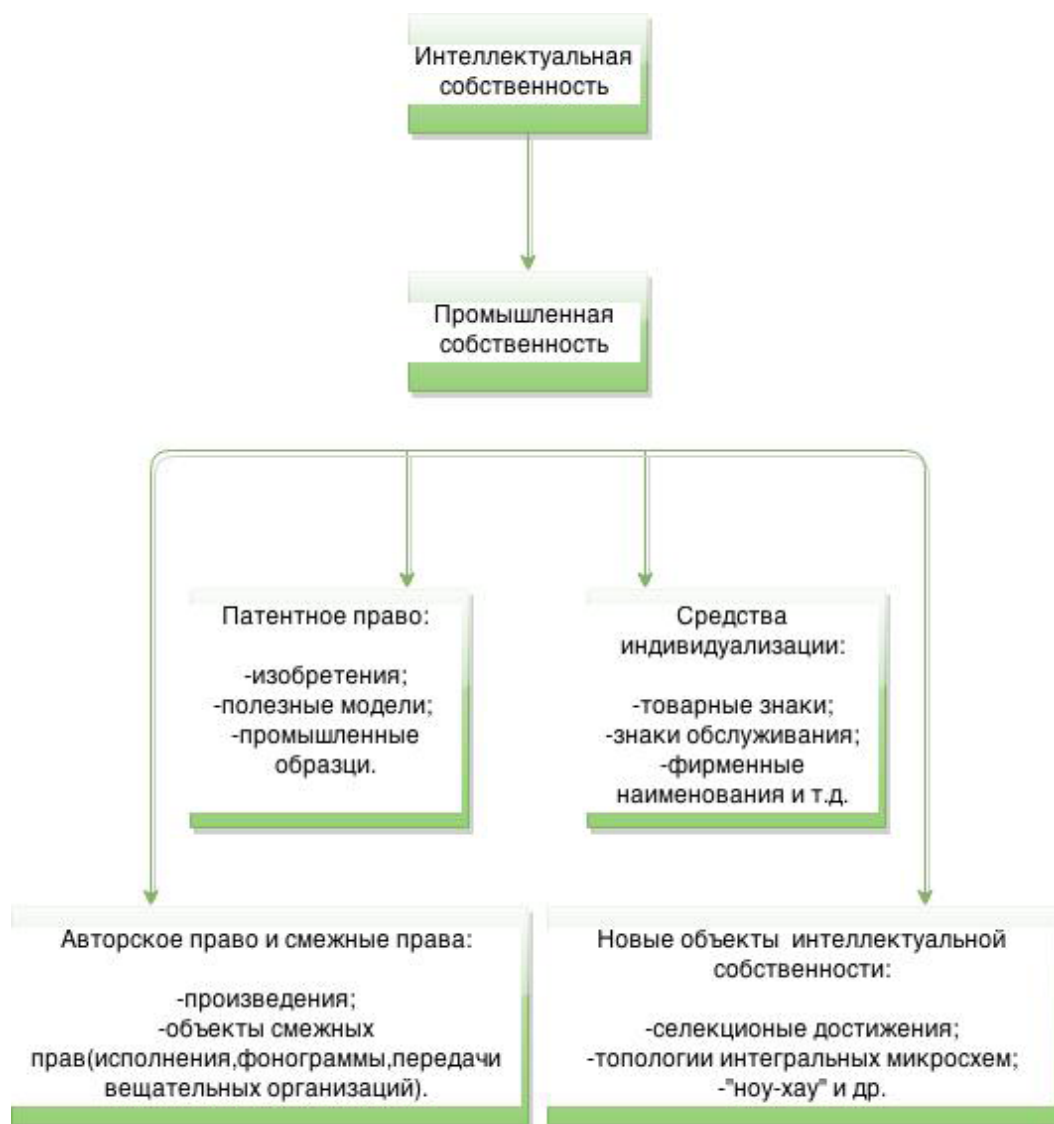 Интеллектуальная
собственность
Промышленная
собственность
Патентное право:
-изобретения;
-полезные модели;
-промышленные
образци.
Средства
индивидуализации:
-товарные знаки;
-знаки обслуживания;
-фирменные
наименования и т.д.
Авторское право и смежные права:
-произведения;
-объекты смежных
прав(исполнения,фонограммы,передачи
вещательных организаций).
Новые объекты интеллектуальной
собственности:
-селекционые достижения;
-топологии интегральных микросхем;
-"ноу-хау" и др.